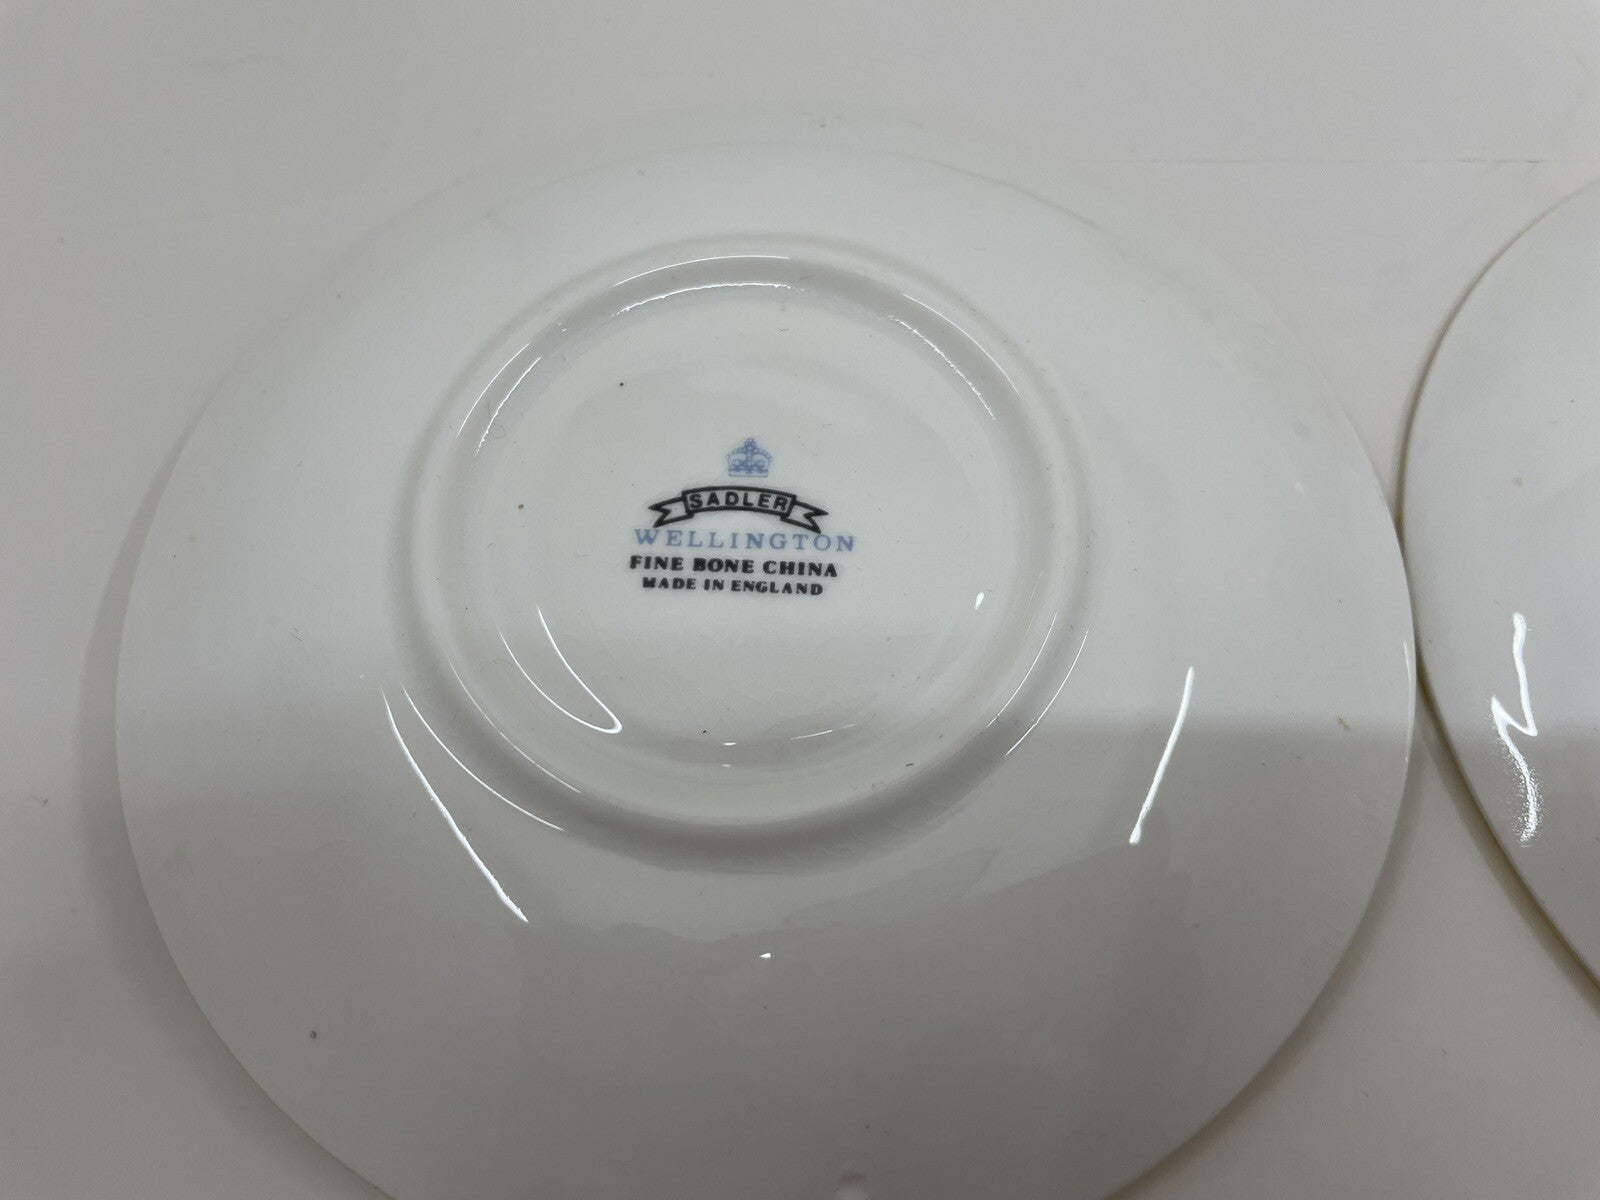 SADLER
WELLINGTON
FINE BONE CHINA
MADE IN ENGLAND